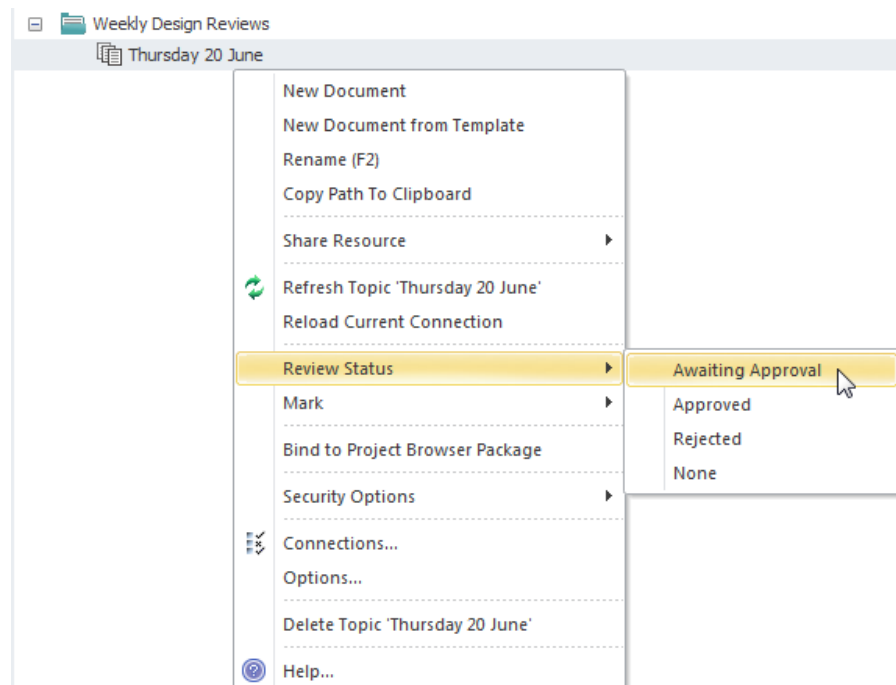 Weekly Design Reviews
Thursday 20 June
New Document
New Document from Template
Rename (F2)
Copy Path To Clipboard
Share Resource
Refresh Topic 'Thursday 20 June'
Reload Current Connection
Review Status
Awaiting Approval
Mark
Approved
Rejected
Bind to Project Browser Package
None
Security Options
Connections...
Options...
Delete Topic 'Thursday 20 June'
Help...